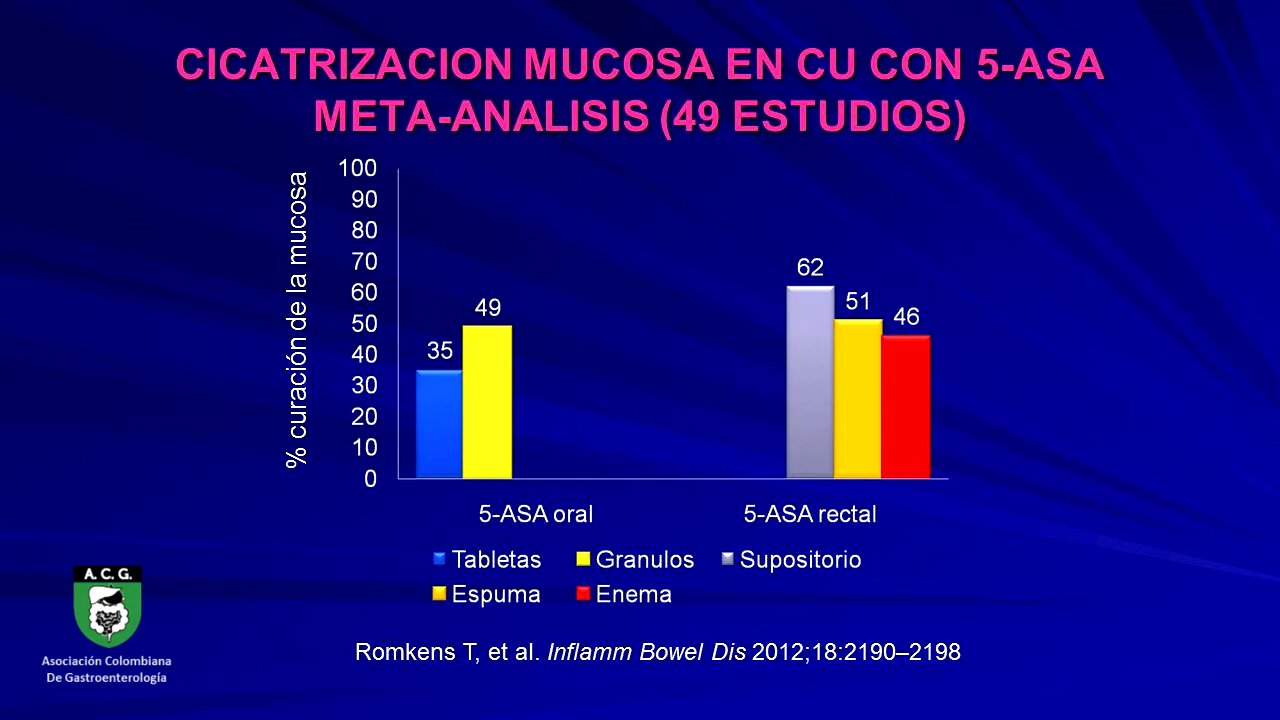 CICATRIZACION MUCOSA EN CU CON 5-ASA
META-ANALISIS (49 ESTUDIOS)
% curación de la mucosa
100
90
80
70
60
50
40
30
20
10
0
35
49
62
51
46
5-ASA oral
5-ASA rectal
Tabletas
Granulos
Supositorio
Espuma
Enema
A. C. G.
Asociación Colombiana
De Gastroenterología
Romkens T, et al. Inflamm Bowel Dis 2012;18:2190–2198